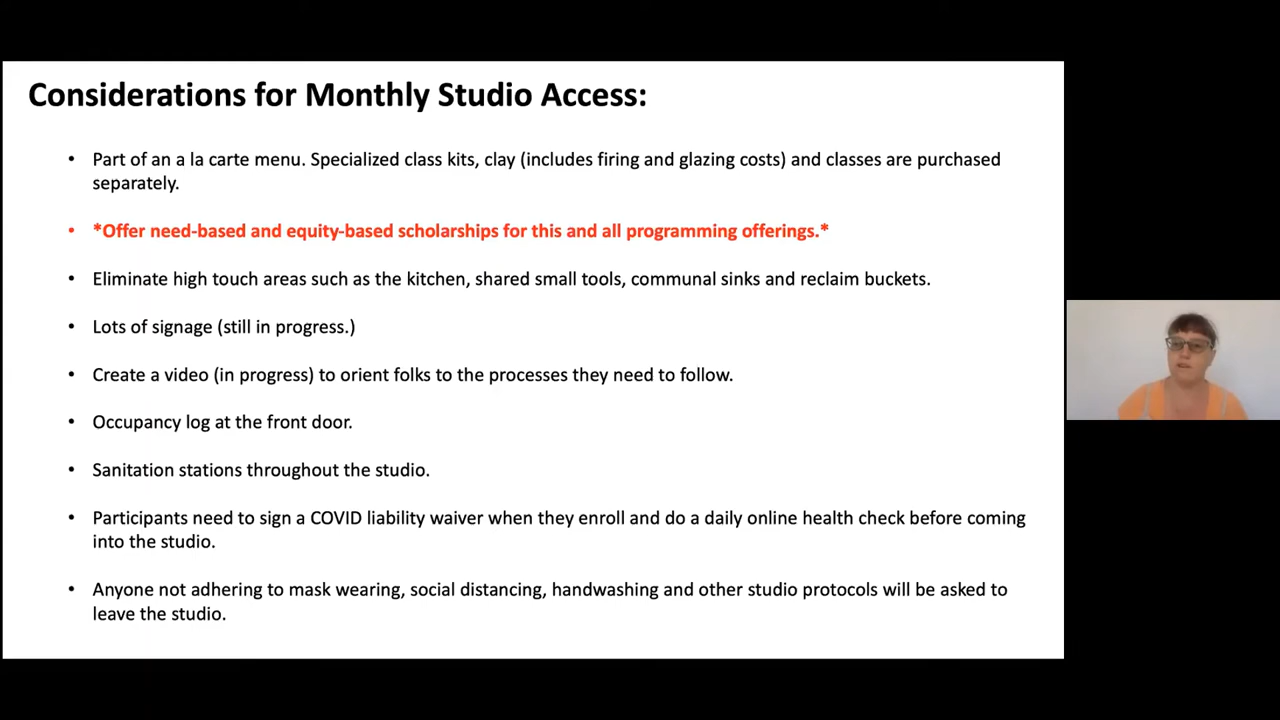 Considerations for Monthly Studio Access:
• Part of an a la carte menu. Specialized class kits, clay (includes firing and glazing costs) and classes are purchased
separately.
• *Offer need-based and equity-based scholarships for this and all programming offerings.*
• Eliminate high touch areas such as the kitchen, shared small tools, communal sinks and reclaim buckets.
• Lots of signage (still in progress.)
• Create a video (in progress) to orient folks to the processes they need to follow.
• Occupancy log at the front door.
• Sanitation stations throughout the studio.
• Participants need to sign a COVID liability waiver when they enroll and do a daily online health check before coming
into the studio.
• Anyone not adhering to mask wearing, social distancing, handwashing and other studio protocols will be asked to
leave the studio.